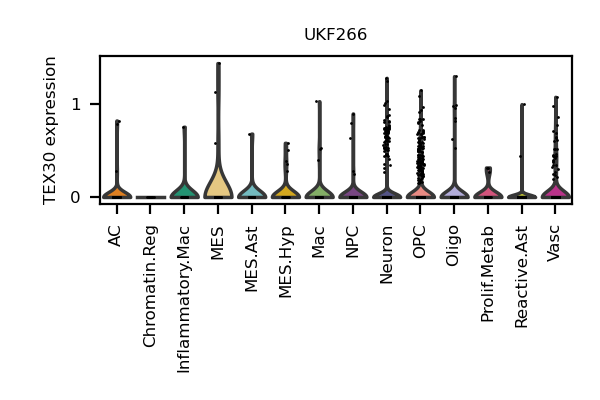 UKF266
TEX30 expression
1
0
AC
Chromatin.Reg
Inflammatory.Mac
MES
MES.Ast
MES.Hyp
Mac
NPC
Neuron
OPC
Oligo
Prolif.Metab
Reactive.Ast
Vasc